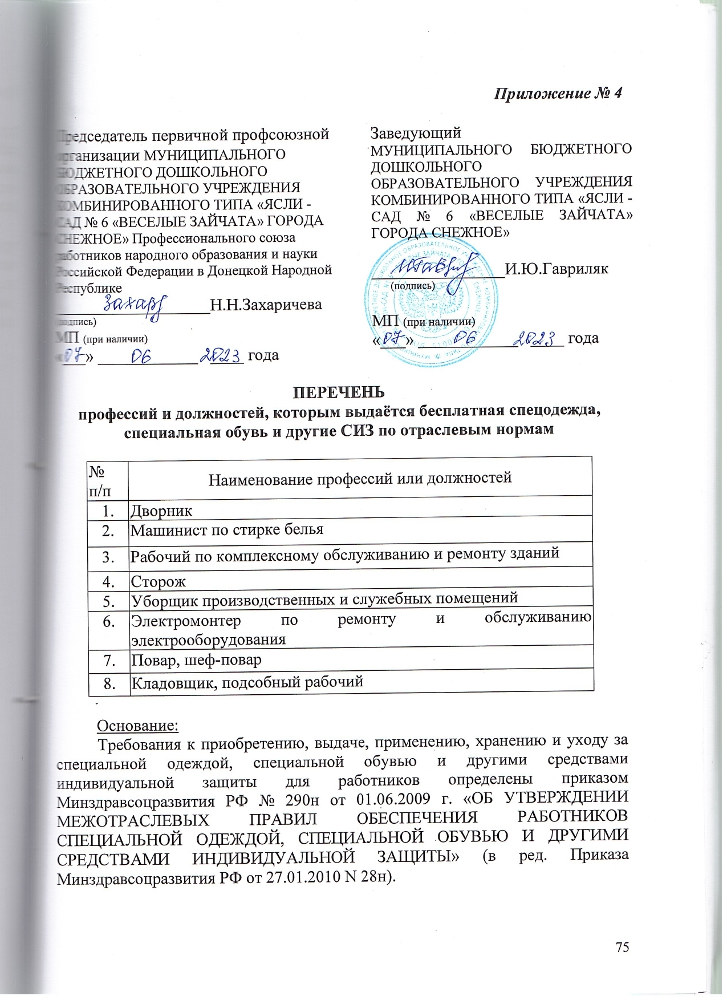 Приложение № 4
Председатель первичной профсоюзной
организации МУНИЦИПАЛЬНОГО
БЮДЖЕТНОГО ДОШКОЛЬНОГО
ОБРАЗОВАТЕЛЬНОГО УЧРЕЖДЕНИЯ
КОМБИНИРОВАННОГО ТИПА «ЯСЛИ -
САД № 6 «ВЕСЕЛЫЕ ЗАЙЧАТА» ГОРОДА
СНЕЖНОЕ» Профессионального союза
работников народного образования и науки
Российской Федерации в Донецкой Народной
Республике
Н.Н.Захаричева
(подпись)
МП (при наличии)
«07» 06 2023 года
Заведующий
МУНИЦИПАЛЬНОГО БЮДЖЕТНОГО
ДОШКОЛЬНОГО
ОБРАЗОВАТЕЛЬНОГО УЧРЕЖДЕНИЯ
КОМБИНИРОВАННОГО ТИПА «ЯСЛИ -
САД № 6 «ВЕСЕЛЫЕ ЗАЙЧАТА»
ГОРОДА СНЕЖНОЕ»
И.Ю.Гавриляк
(подпись)
МП (при наличии)
«07» 06 2023 года
ПЕРЕЧЕНЬ
профессий и должностей, которым выдаётся бесплатная спецодежда,
специальная обувь и другие СИЗ по отраслевым нормам
№
п/п
Наименование профессий или должностей
1. Дворник
2. Машинист по стирке белья
3. Рабочий по комплексному обслуживанию и ремонту зданий
4. Сторож
5. Уборщик производственных и служебных помещений
6. Электромонтер по ремонту и обслуживанию
электрооборудования
7. Повар, шеф-повар
8. Кладовщик, подсобный рабочий
Основание:
Требования к приобретению, выдаче, применению, хранению и уходу за
специальной одеждой, специальной обувью и другими средствами
индивидуальной защиты для работников определены приказом
Минздравсоцразвития РФ № 290н от 01.06.2009 г. «ОБ УТВЕРЖДЕНИИ
МЕЖОТРАСЛЕВЫХ ПРАВИЛ ОБЕСПЕЧЕНИЯ РАБОТНИКОВ
СПЕЦИАЛЬНОЙ ОДЕЖДОЙ, СПЕЦИАЛЬНОЙ ОБУВЬЮ И ДРУГИМИ
СРЕДСТВАМИ ИНДИВИДУАЛЬНОЙ ЗАЩИТЫ» (в ред. Приказа
Минздравсоцразвития РФ от 27.01.2010 N 28н).
75